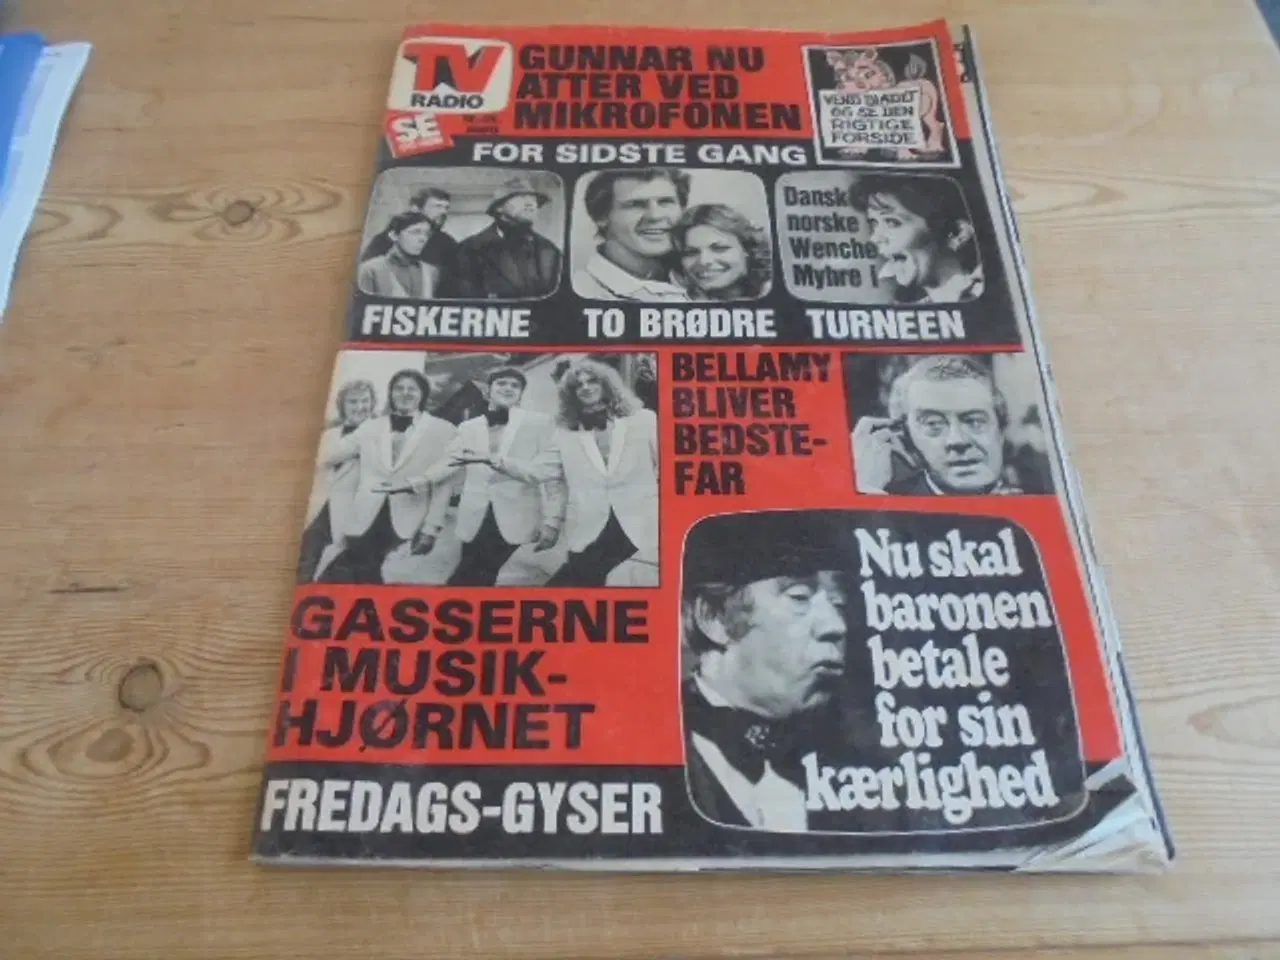 TV
RADIO
SE
GUNNAR NU
ATTER VED
MIKROFONEN
VEND BLADET
OG SE DEN
RIGTIGE
FORSIDE
FOR SIDSTE GANG
Dansk
norske
Wenche
Myhre i
FISKERNE
TO BRØDRE
TURNEEN
BELLAMY
BLIVER
BEDSTE-
FAR
GASSERNE
I MUSIK-
HJØRNET
Nu skal
baronen
betale
for sin
kærlighed
FREDAGS-GYSER